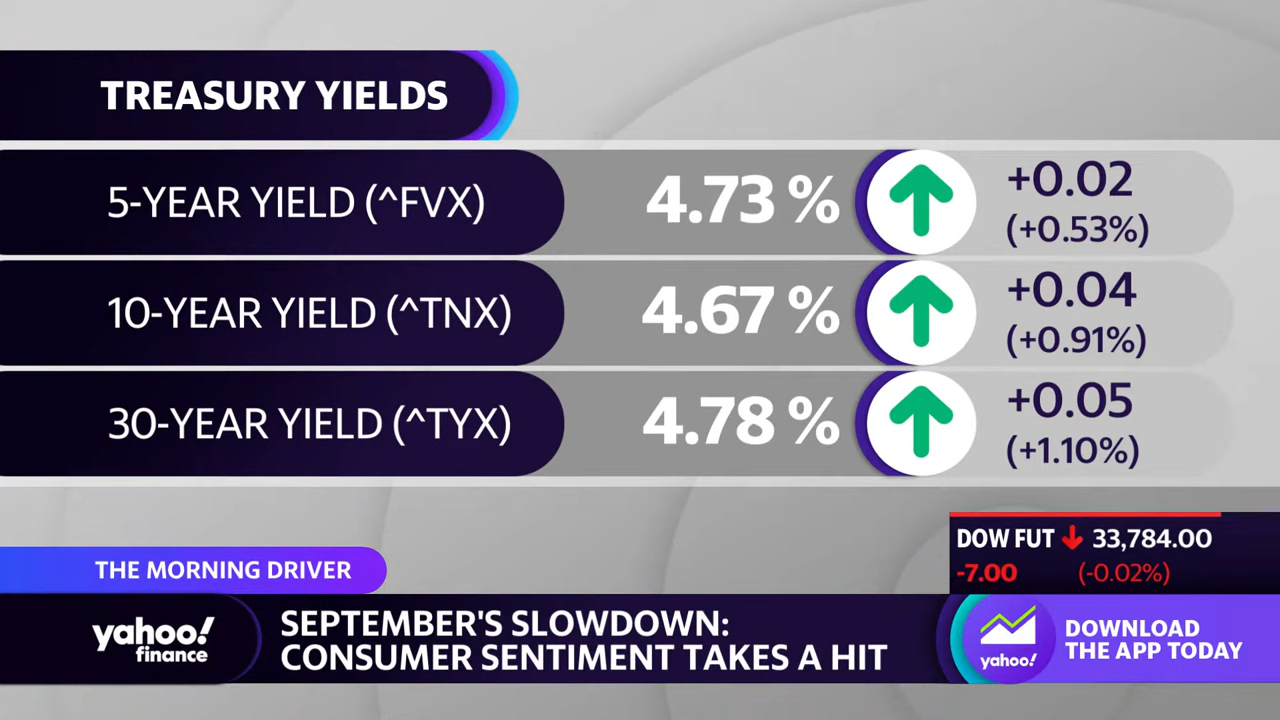 TREASURY YIELDS
5-YEAR YIELD (^FVX) 4.73 % +0.02
(+0.53%)
10-YEAR YIELD (^TNX) 4.67 % +0.04
(+0.91%)
30-YEAR YIELD (^TYX) 4.78 % +0.05
(+1.10%)
DOW FUT 33,784.00
-7.00 (-0.02%)
THE MORNING DRIVER
yahoo!
finance
SEPTEMBER'S SLOWDOWN:
CONSUMER SENTIMENT TAKES A HIT
yahoo!
DOWNLOAD
THE APP TODAY